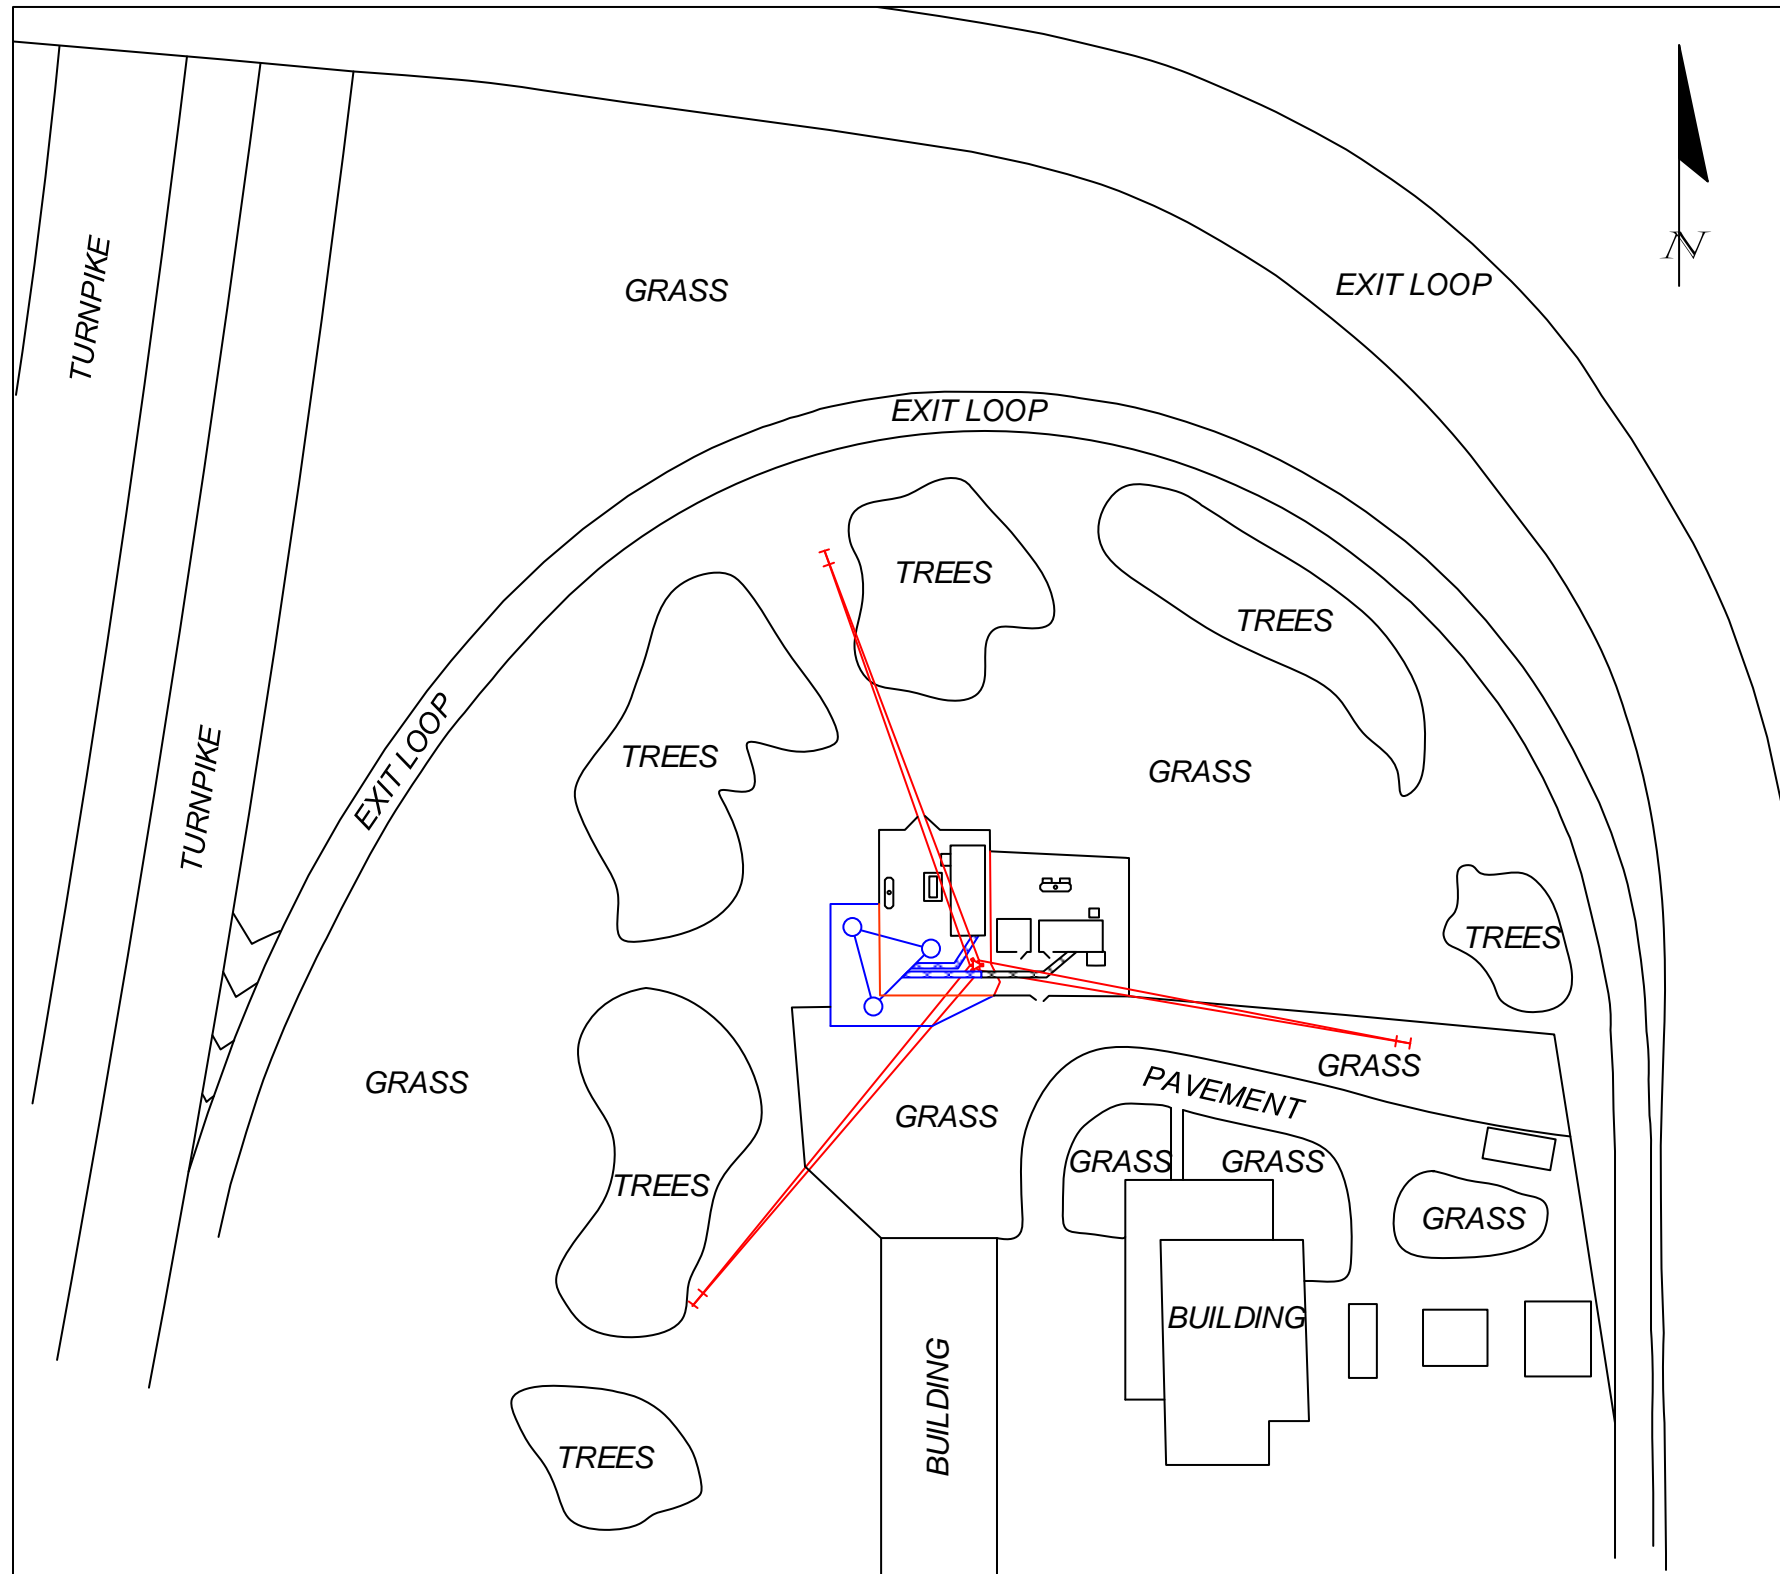 N
TURNPIKE
GRASS
EXIT LOOP
EXIT LOOP
TREES
TREES
EXIT LOOP
TREES
GRASS
TURNPIKE
TREES
GRASS
GRASS
PAVEMENT
GRASS
GRASS
GRASS
TREES
GRASS
BUILDING
BUILDING
TREES